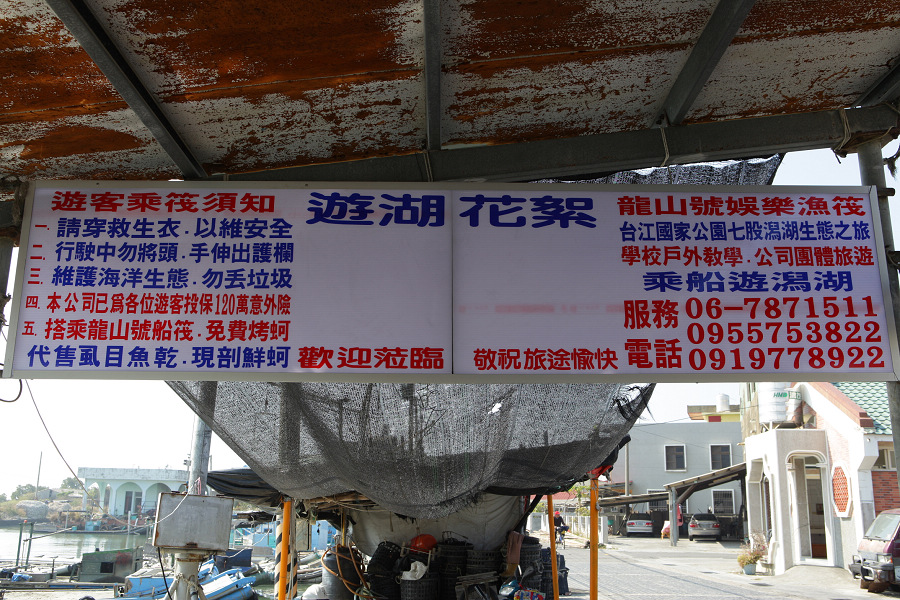 遊客乘筏須知
一. 請穿救生衣．以維安全
二. 行駛中勿將頭．手伸出護欄
三. 維護海洋生態．勿丟垃圾
四. 本公司已為各位遊客投保120萬意外險
五. 搭乘龍山號船筏．免費烤蚵
代售虱目魚乾．現剖鮮蚵
遊湖花絮
歡迎蒞臨
敬祝旅途愉快
龍山號娛樂漁筏
台江國家公園七股潟湖生態之旅
學校戶外教學．公司團體旅遊
乘船遊潟湖
服務電話
06-7871511
0955753822
0919778922